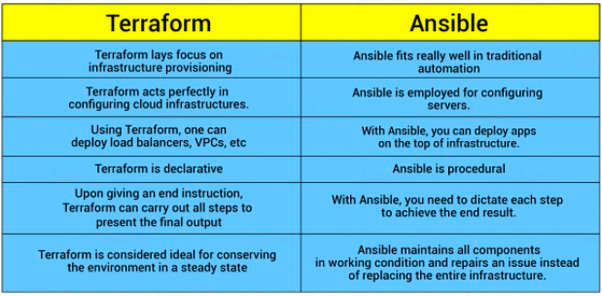 Terraform
Ansible
Terraform lays focus on
infrastructure provisioning
Ansible fits really well in traditional
automation
Terraform acts perfectly in
configuring cloud infrastructures.
Ansible is employed for configuring
servers.
Using Terraform, one can
deploy load balancers, VPCs, etc
With Ansible, you can deploy apps
on the top of infrastructure.
Terraform is declarative
Ansible is procedural
Upon giving an end instruction,
Terraform can carry out all steps to
present the final output
With Ansible, you need to dictate each step
to achieve the end result.
Terraform is considered ideal for conserving
the environment in a steady state
Ansible maintains all components
in working condition and repairs an issue instead
of replacing the entire infrastructure.